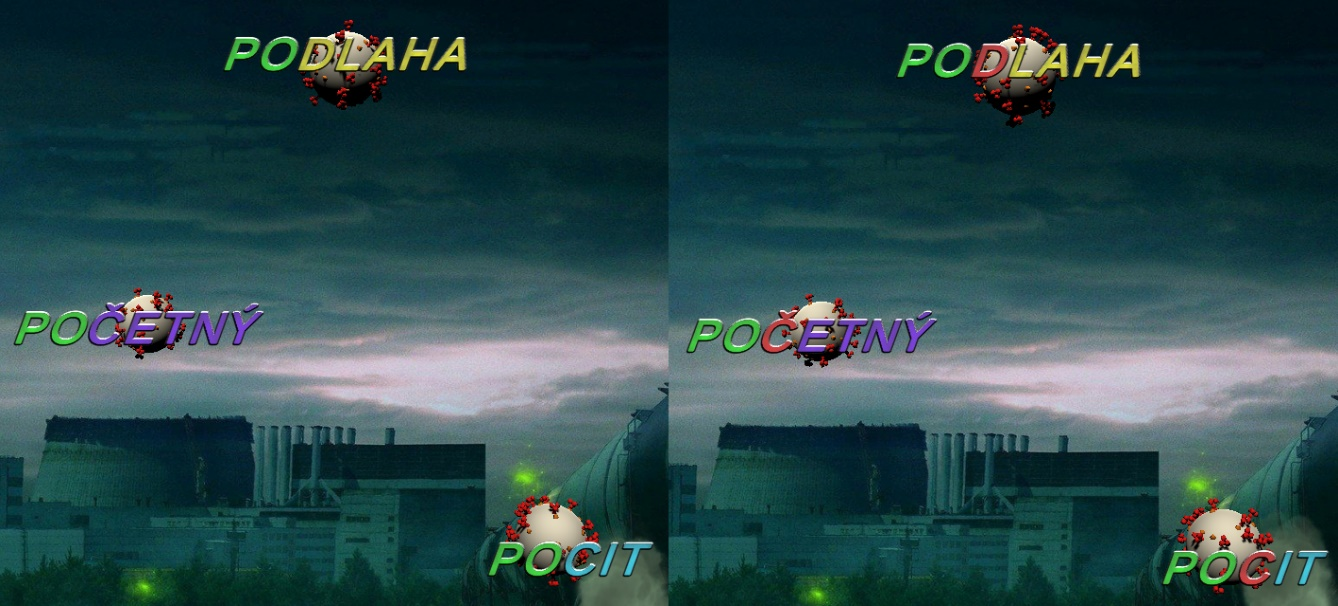 PODLAHA
PODLAHA
POČETNÝ
POČETNÝ
POCIT
POCIT